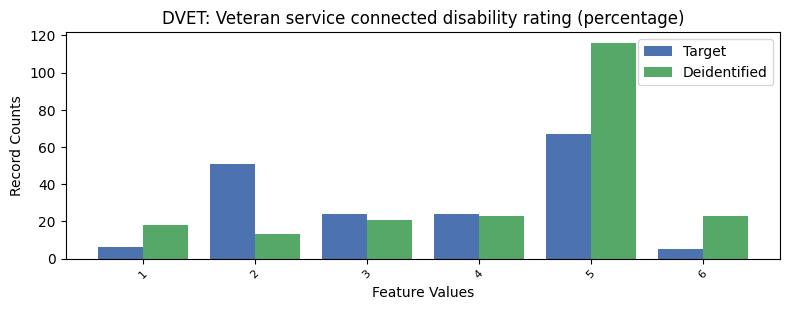 DVET: Veteran service connected disability rating (percentage)
Target
Deidentified
120
100
80
60
40
20
0
Record Counts
1 2 3 4 5 6
Feature Values